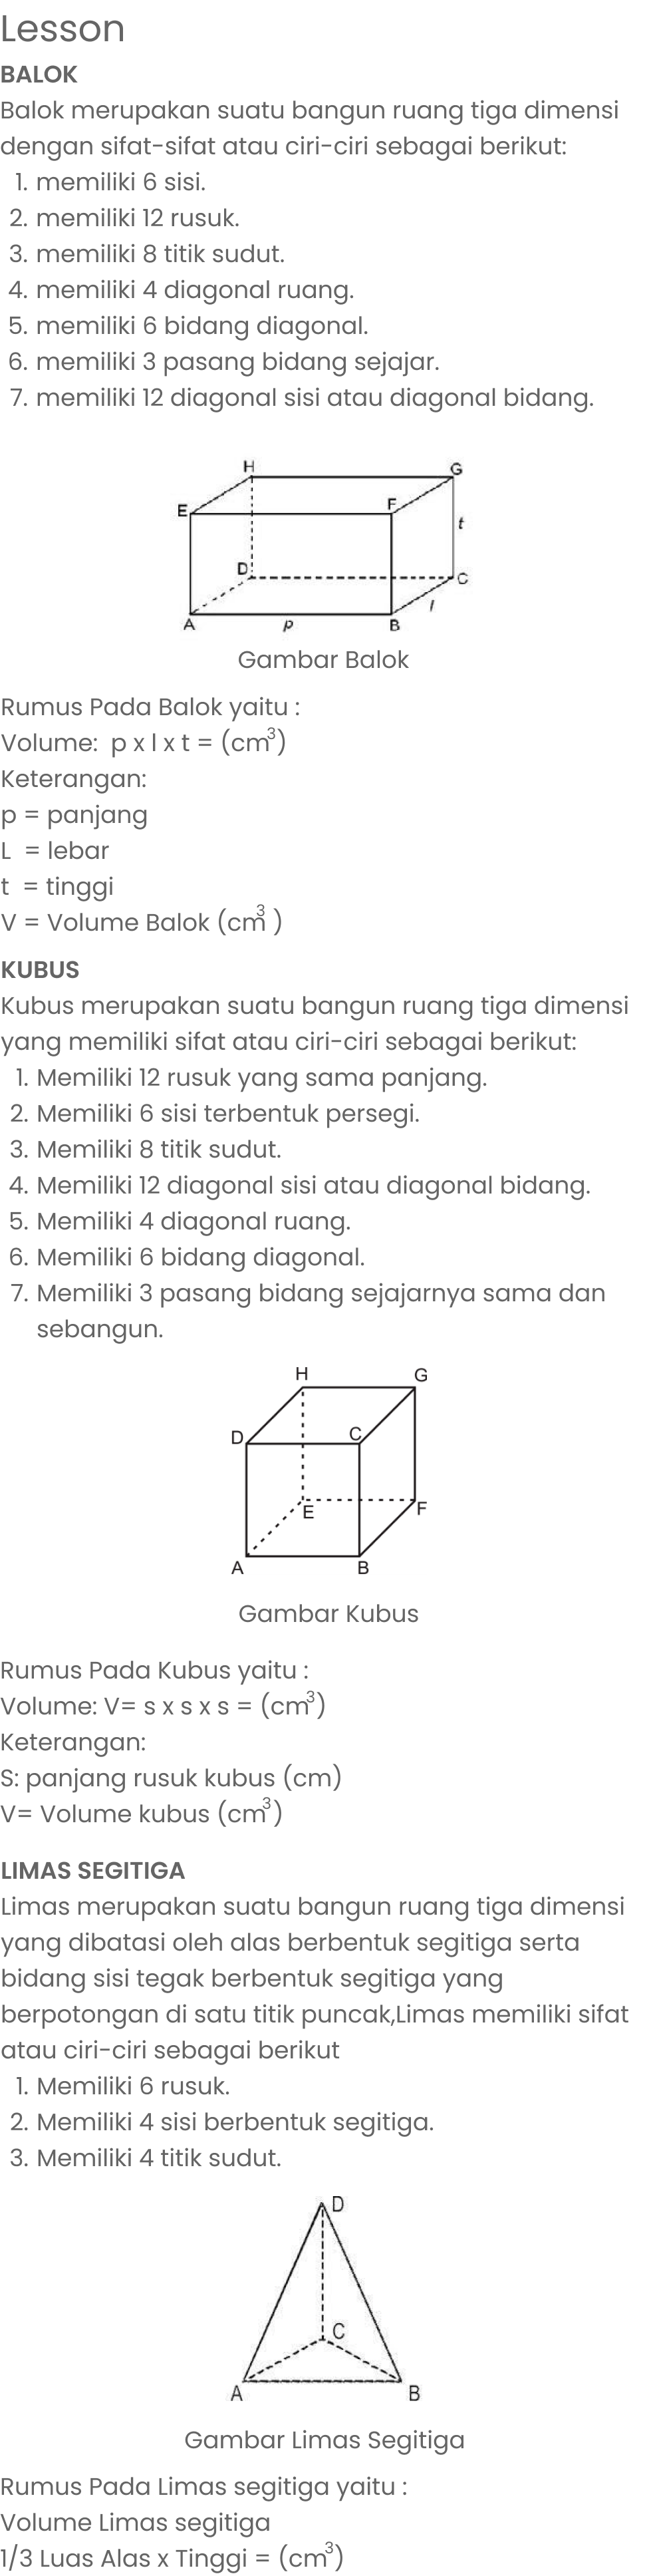 Lesson
BALOK
Balok merupakan suatu bangun ruang tiga dimensi
dengan sifat-sifat atau ciri-ciri sebagai berikut:
1. memiliki 6 sisi.
2. memiliki 12 rusuk.
3. memiliki 8 titik sudut.
4. memiliki 4 diagonal ruang.
5. memiliki 6 bidang diagonal.
6. memiliki 3 pasang bidang sejajar.
7. memiliki 12 diagonal sisi atau diagonal bidang.
H G
E F
t
D C
l
A p B
Gambar Balok
Rumus Pada Balok yaitu :
Volume: p x l x t = (cm³)
Keterangan:
p = panjang
L = lebar
t = tinggi
V = Volume Balok (cm³ )
KUBUS
Kubus merupakan suatu bangun ruang tiga dimensi
yang memiliki sifat atau ciri-ciri sebagai berikut:
1. Memiliki 12 rusuk yang sama panjang.
2. Memiliki 6 sisi terbentuk persegi.
3. Memiliki 8 titik sudut.
4. Memiliki 12 diagonal sisi atau diagonal bidang.
5. Memiliki 4 diagonal ruang.
6. Memiliki 6 bidang diagonal.
7. Memiliki 3 pasang bidang sejajarnya sama dan
sebangun.
H G
D C
E F
A B
Gambar Kubus
Rumus Pada Kubus yaitu :
Volume: V= s x s x s = (cm³)
Keterangan:
S: panjang rusuk kubus (cm)
V= Volume kubus (cm³)
LIMAS SEGITIGA
Limas merupakan suatu bangun ruang tiga dimensi
yang dibatasi oleh alas berbentuk segitiga serta
bidang sisi tegak berbentuk segitiga yang
berpotongan di satu titik puncak,Limas memiliki sifat
atau ciri-ciri sebagai berikut
1. Memiliki 6 rusuk.
2. Memiliki 4 sisi berbentuk segitiga.
3. Memiliki 4 titik sudut.
D
C
A B
Gambar Limas Segitiga
Rumus Pada Limas segitiga yaitu :
Volume Limas segitiga
1/3 Luas Alas x Tinggi = (cm³)